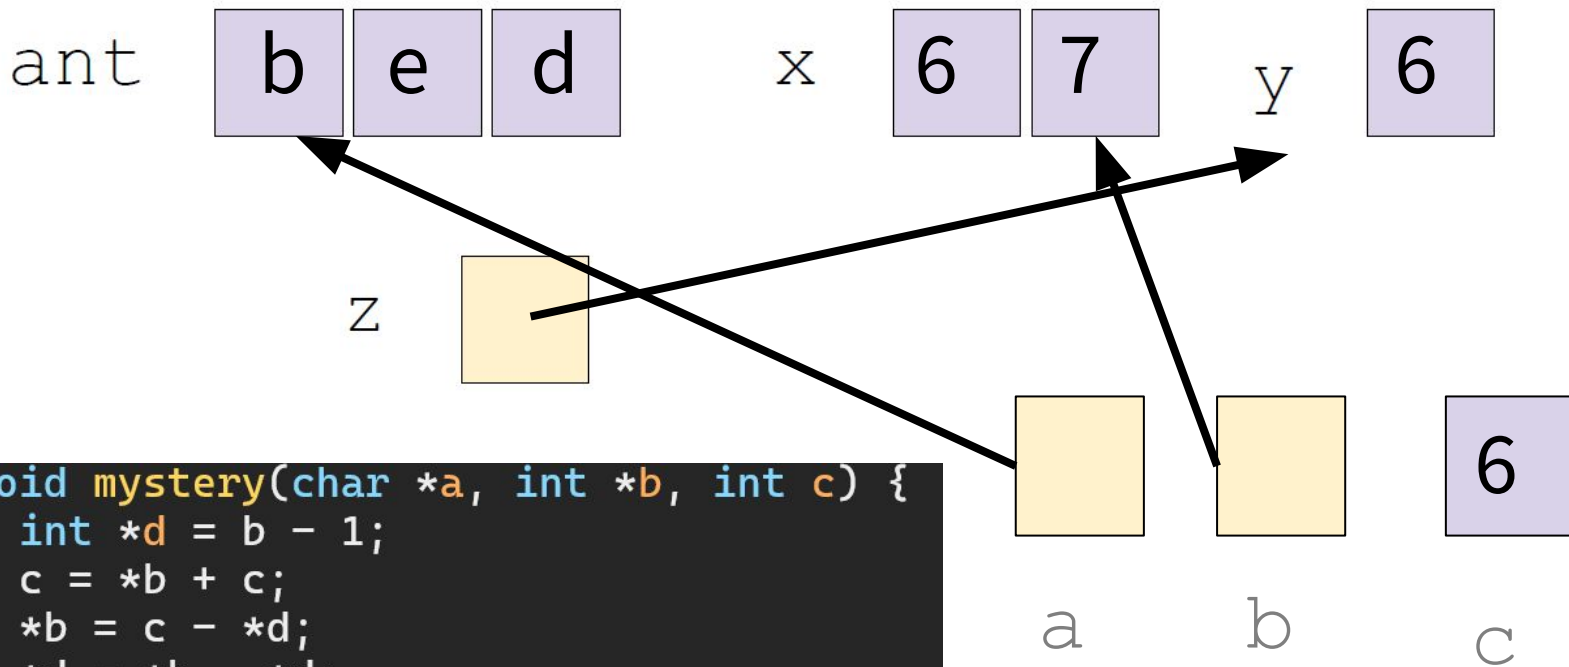 ant b e d x 6 7 y 6
z
6
oid mystery(char *a, int *b, int c) {
int *d = b - 1;
c = *b + c;
*b = c - *d;
a b c